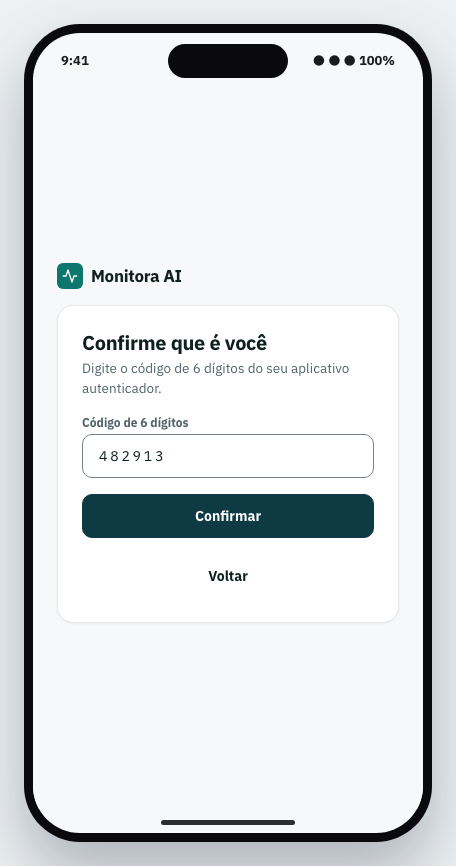 9:41
100%
Monitora AI
Confirme que é você
Digite o código de 6 dígitos do seu aplicativo
autenticador.
Código de 6 dígitos
482913
Confirmar
Voltar